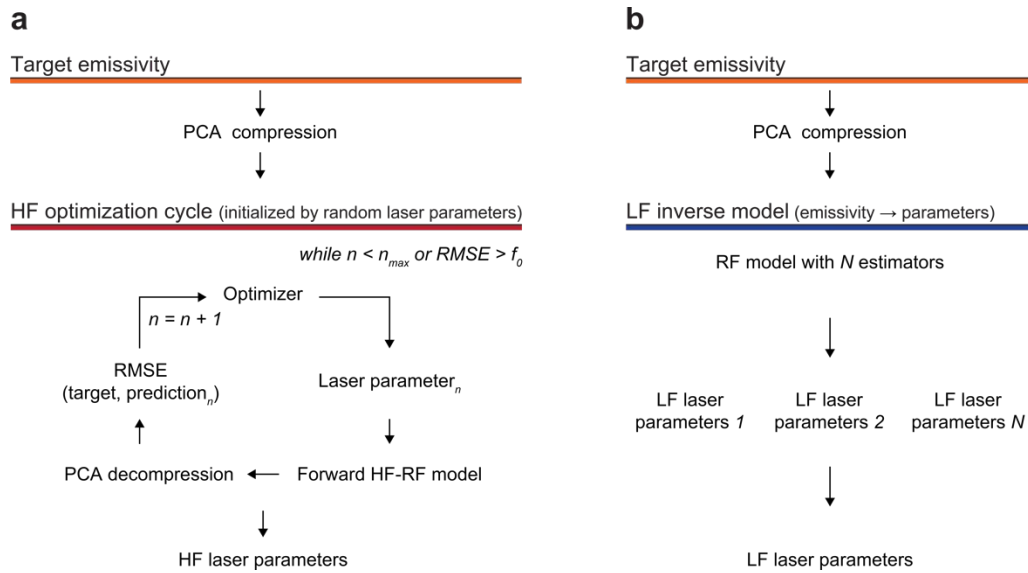 a
Target emissivity
PCA compression
HF optimization cycle (initialized by random laser parameters)
while n < nmax or RMSE > f0
Optimizer
n = n + 1
RMSE
(target, predictionn)
Laser parametern
PCA decompression
Forward HF-RF model
HF laser parameters
b
Target emissivity
PCA compression
LF inverse model (emissivity → parameters)
RF model with N estimators
LF laser
parameters 1
LF laser
parameters 2
LF laser
parameters N
LF laser parameters